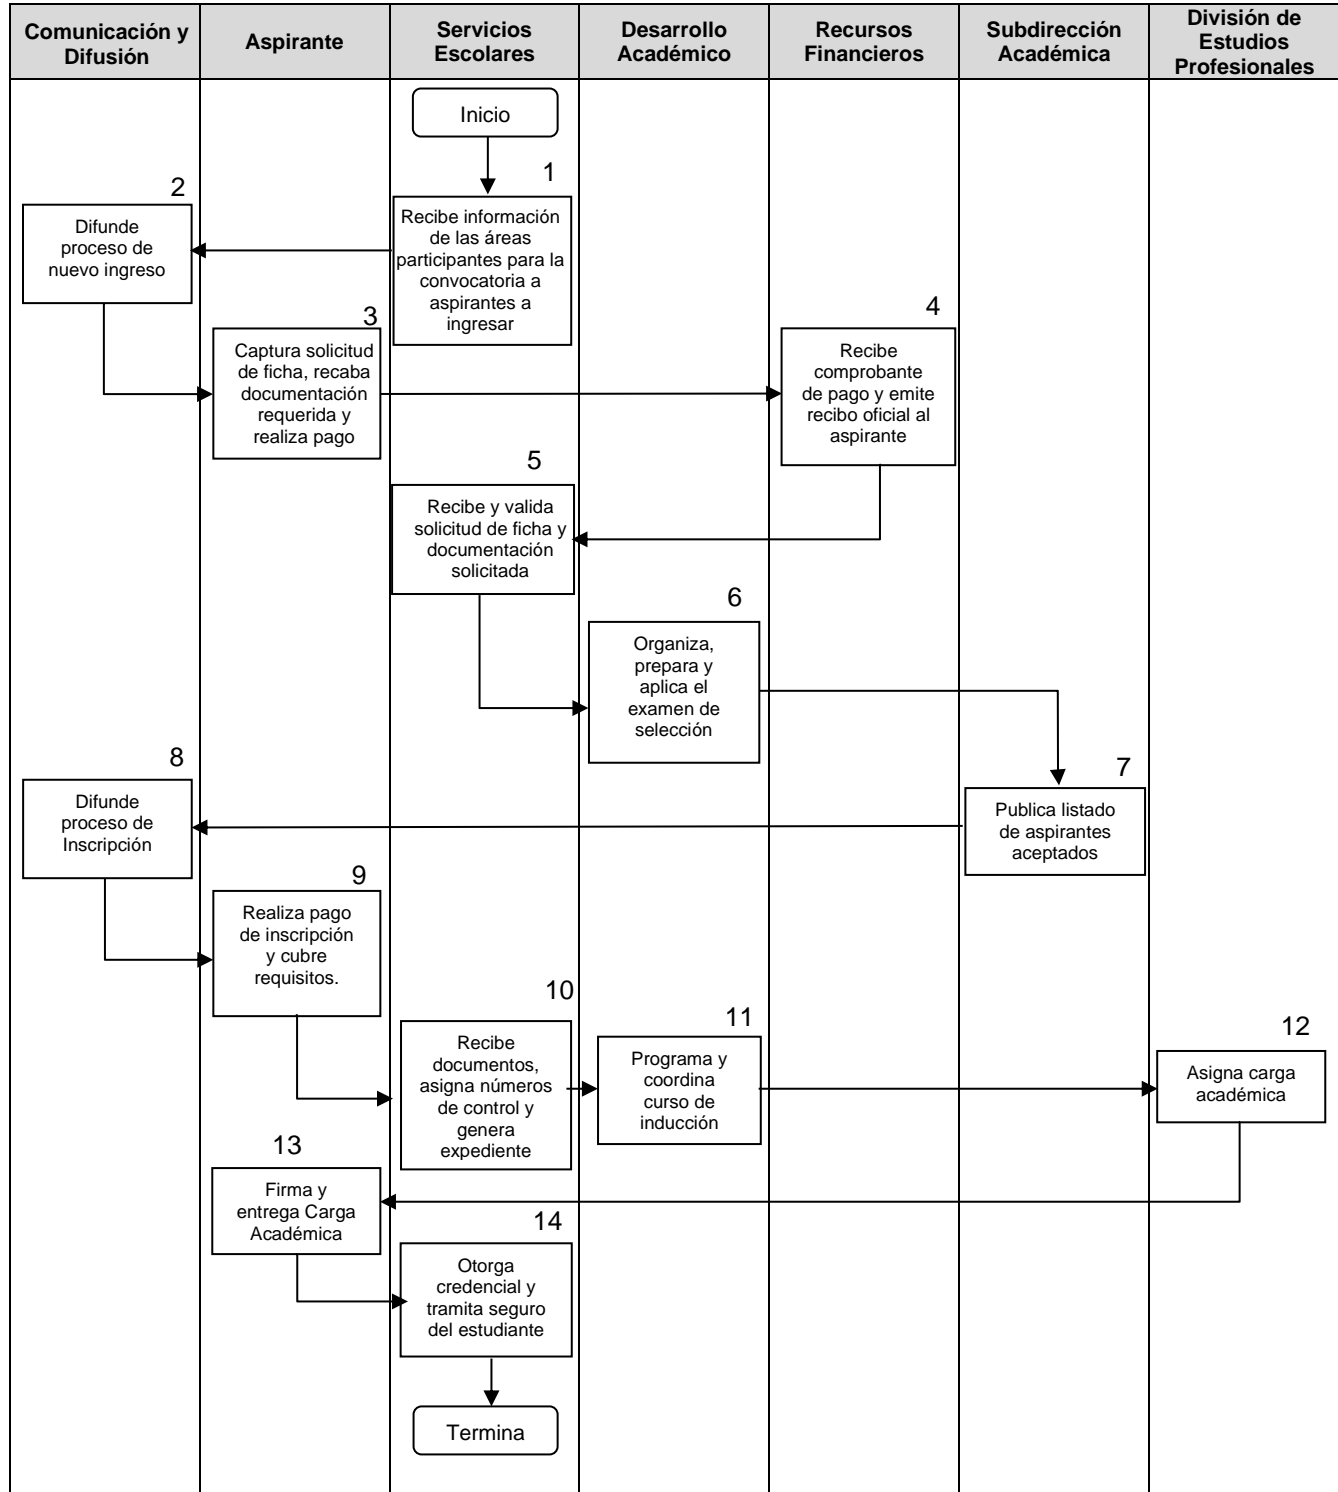 Comunicación y
Difusión
Aspirante
Servicios
Escolares
Desarrollo
Académico
Recursos
Financieros
Subdirección
Académica
División de
Estudios
Profesionales
Inicio
1
Recibe información
de las áreas
participantes para la
convocatoria a
aspirantes a
ingresar
2
Difunde
proceso de
nuevo ingreso
3
Captura solicitud
de ficha, recaba
documentación
requerida y
realiza pago
4
Recibe
comprobante
de pago y emite
recibo oficial al
aspirante
5
Recibe y valida
solicitud de ficha y
documentación
solicitada
6
Organiza,
prepara y
aplica el
examen de
selección
7
Publica listado
de aspirantes
aceptados
8
Difunde
proceso de
Inscripción
9
Realiza pago
de inscripción
y cubre
requisitos.
10
Recibe
documentos,
asigna números
de control y
genera
expediente
11
Programa y
coordina
curso de
inducción
12
Asigna carga
académica
13
Firma y
entrega Carga
Académica
14
Otorga
credencial y
tramita seguro
del estudiante
Termina